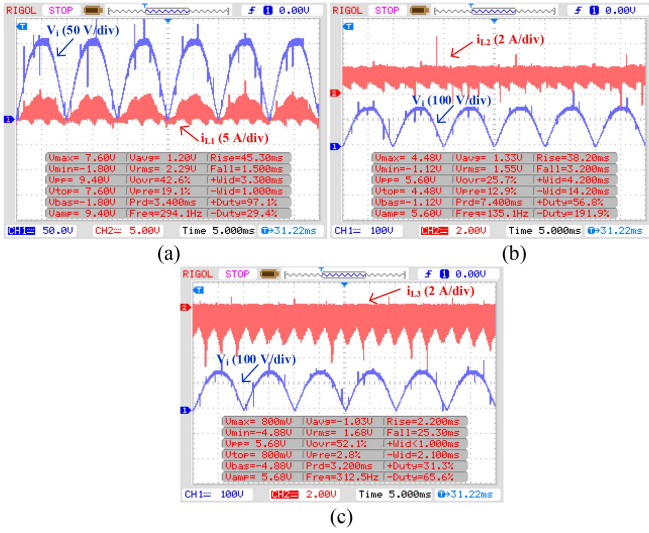 RIGOL STOP 0.00V
V_i (50 V/div)
i_L1 (5 A/div)
Vmax= 7.60V Vavg= 1.20V Rise=45.30ms
Vmin=-1.80V Vrms= 2.29V Fall=1.500ms
Vpp= 9.40V Vovr=42.6% +Wid=3.300ms
Vtop= 7.60V Vpre=19.1% -Wid=1.000ms
Vbas=-1.80V Prd=3.400ms +Duty=97.1%
Vamp= 9.40V Freq=294.1Hz -Duty=29.4%
CH1= 50.0V CH2= 5.00V Time 5.000ms T→31.22ms
(a)
RIGOL STOP 1 0.00V
i_L2 (2 A/div)
V_i (100 V/div)
Vmax= 4.48V Vavg= 1.33V Rise=38.20ms
Vmin=-1.12V Vrms= 1.55V Fall=3.200ms
Vpp= 5.60V Vovr=25.7% +Wid=4.200ms
Vtop= 4.48V Vpre=12.9% -Wid=14.20ms
Vbas=-1.12V Prd=7.400ms +Duty=56.8%
Vamp= 5.60V Freq=135.1Hz -Duty=191.9%
CH1= 100V CH2= 2.00V Time 5.000ms T→31.22ms
(b)
RIGOL STOP 1 0.00V
i_L3 (2 A/div)
V_i (100 V/div)
Vmax= 800mV Vavg=-1.03V Rise=2.200ms
Vmin=-4.88V Vrms= 1.68V Fall=25.30ms
Vpp= 5.68V Vovr=52.1% +Wid<1.000ms
Vtop= 800mV Vpre=2.8% -Wid=2.100ms
Vbas=-4.88V Prd=3.200ms +Duty=31.3%
Vamp= 5.68V Freq=312.5Hz -Duty=65.6%
CH1= 100V CH2= 2.00V Time 5.000ms T→31.22ms
(c)